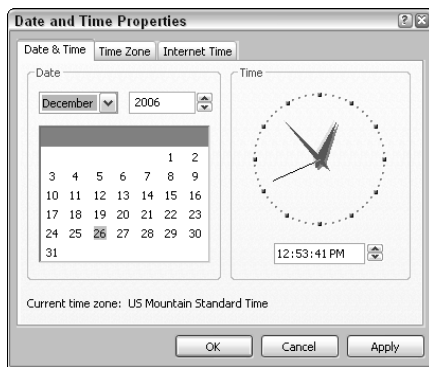 Date and Time Properties
Date & Time Time Zone Internet Time
Date
December 2006
1 2
3 4 5 6 7 8 9
10 11 12 13 14 15 16
17 18 19 20 21 22 23
24 25 26 27 28 29 30
31
Time
12:53:41 PM
Current time zone: US Mountain Standard Time
OK Cancel Apply